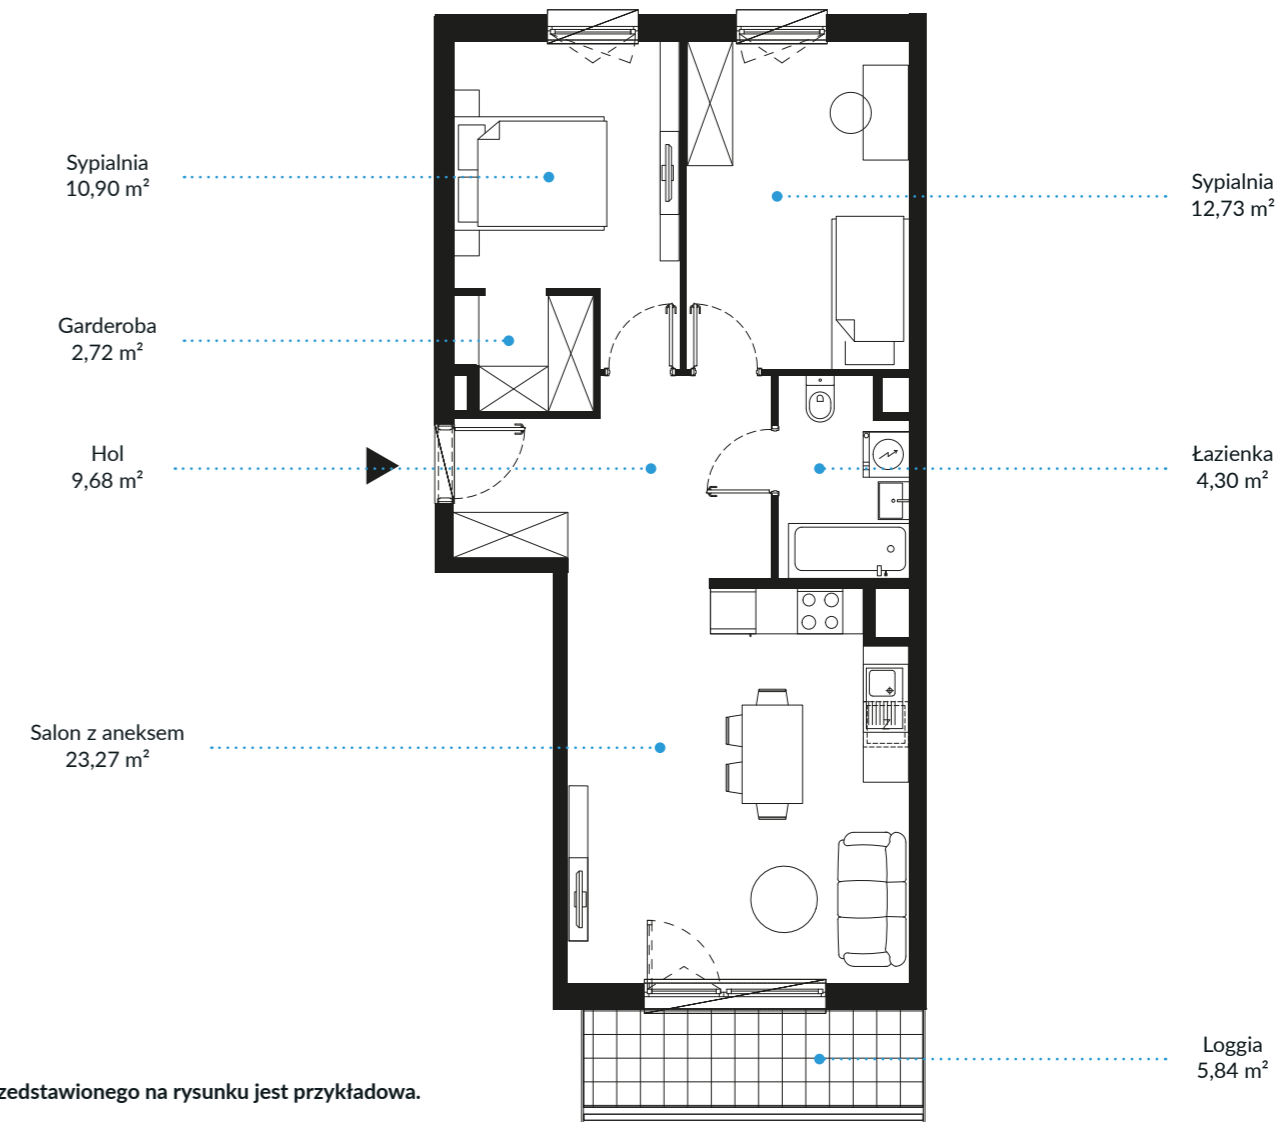 Sypialnia
10,90 m²
Sypialnia
12,73 m²
Garderoba
2,72 m²
Hol
9,68 m²
Łazienka
4,30 m²
Salon z aneksem
23,27 m²
Z
Loggia
5,84 m²
zedstawionego na rysunku jest przykładowa.